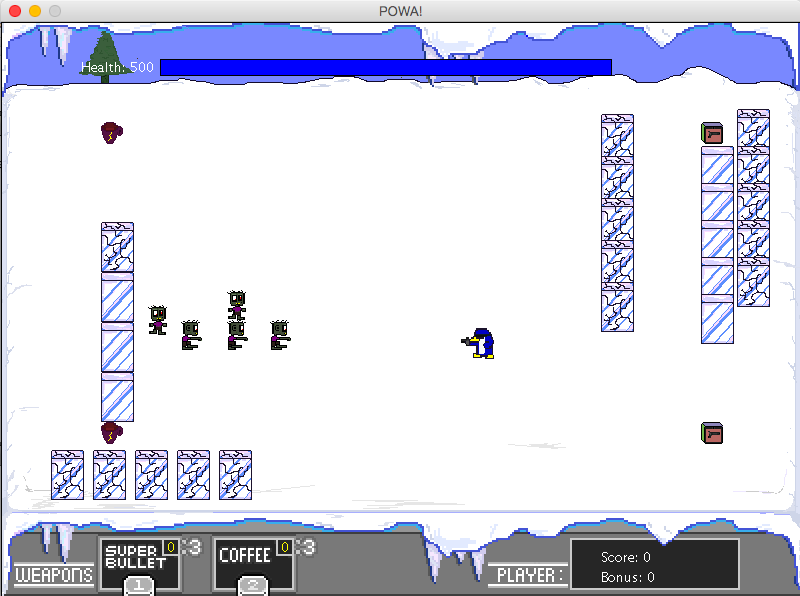 POWA!
Health: 500
SUPER BULLET 0 :3
1
COFFEE 0 :3
2
WEAPONS
PLAYER:
Score: 0
Bonus: 0